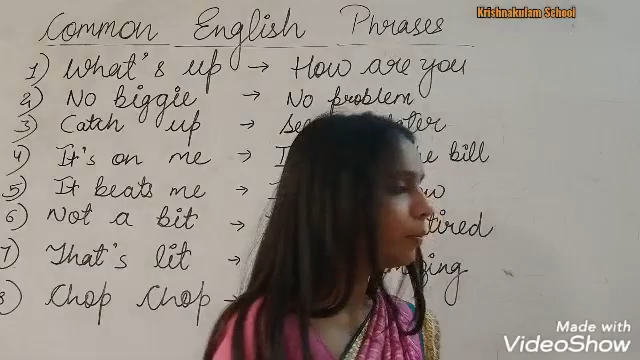 Krishnakulam School
Common English Phrases
1) What's up → How are you
2) No biggie → No problem
3) Catch up → See later
4) It's on me → I bill
5) It beats me → I
6) Not a bit → tired
7) That's lit →
8) Chop Chop →
Made with
VideoShow